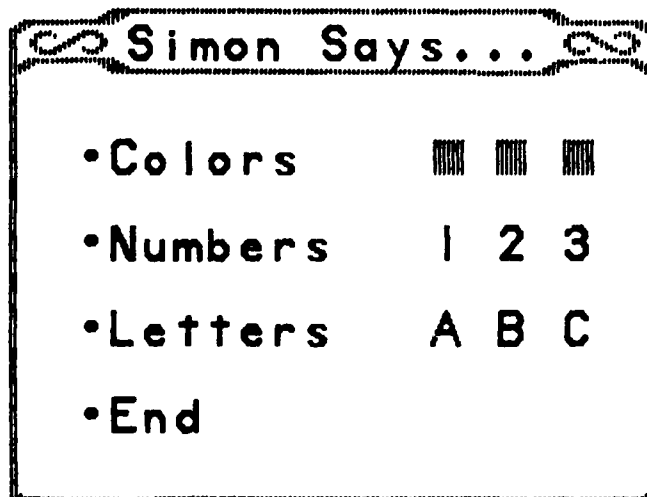 Simon Says...
•Colors
•Numbers 1 2 3
•Letters A B C
•End